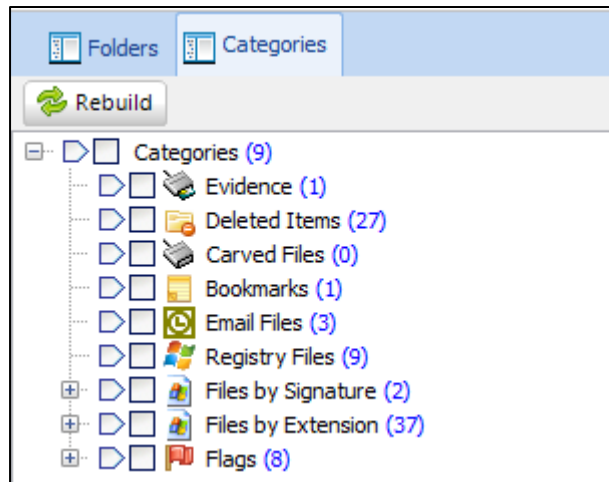 Folders Categories
Rebuild
Categories (9)
Evidence (1)
Deleted Items (27)
Carved Files (0)
Bookmarks (1)
Email Files (3)
Registry Files (9)
Files by Signature (2)
Files by Extension (37)
Flags (8)